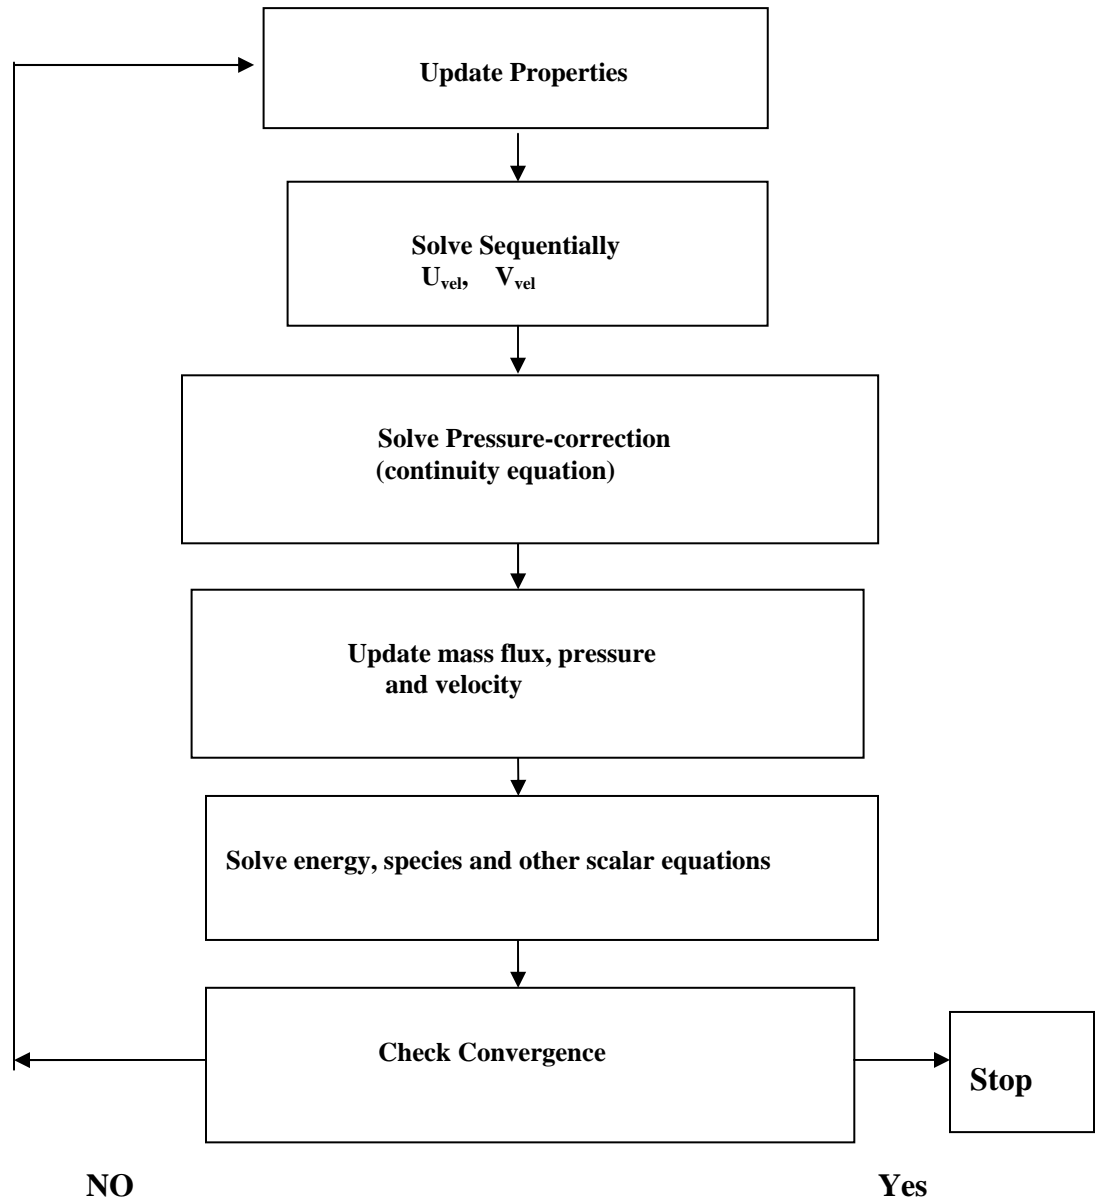 Update Properties
Solve Sequentially
Uvel, Vvel
Solve Pressure-correction
(continuity equation)
Update mass flux, pressure
and velocity
Solve energy, species and other scalar equations
Check Convergence
Stop
NO
Yes